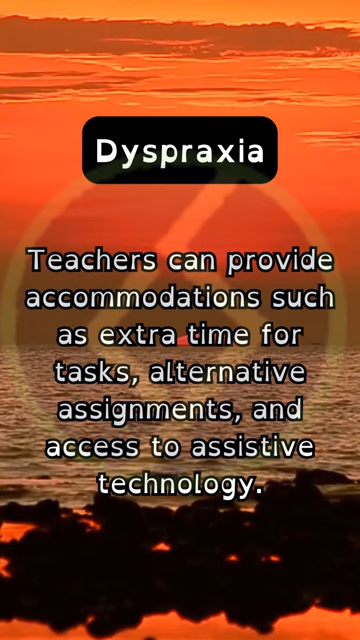 Dyspraxia
Teachers can provide
accommodations such
as extra time for
tasks, alternative
assignments, and
access to assistive
technology.